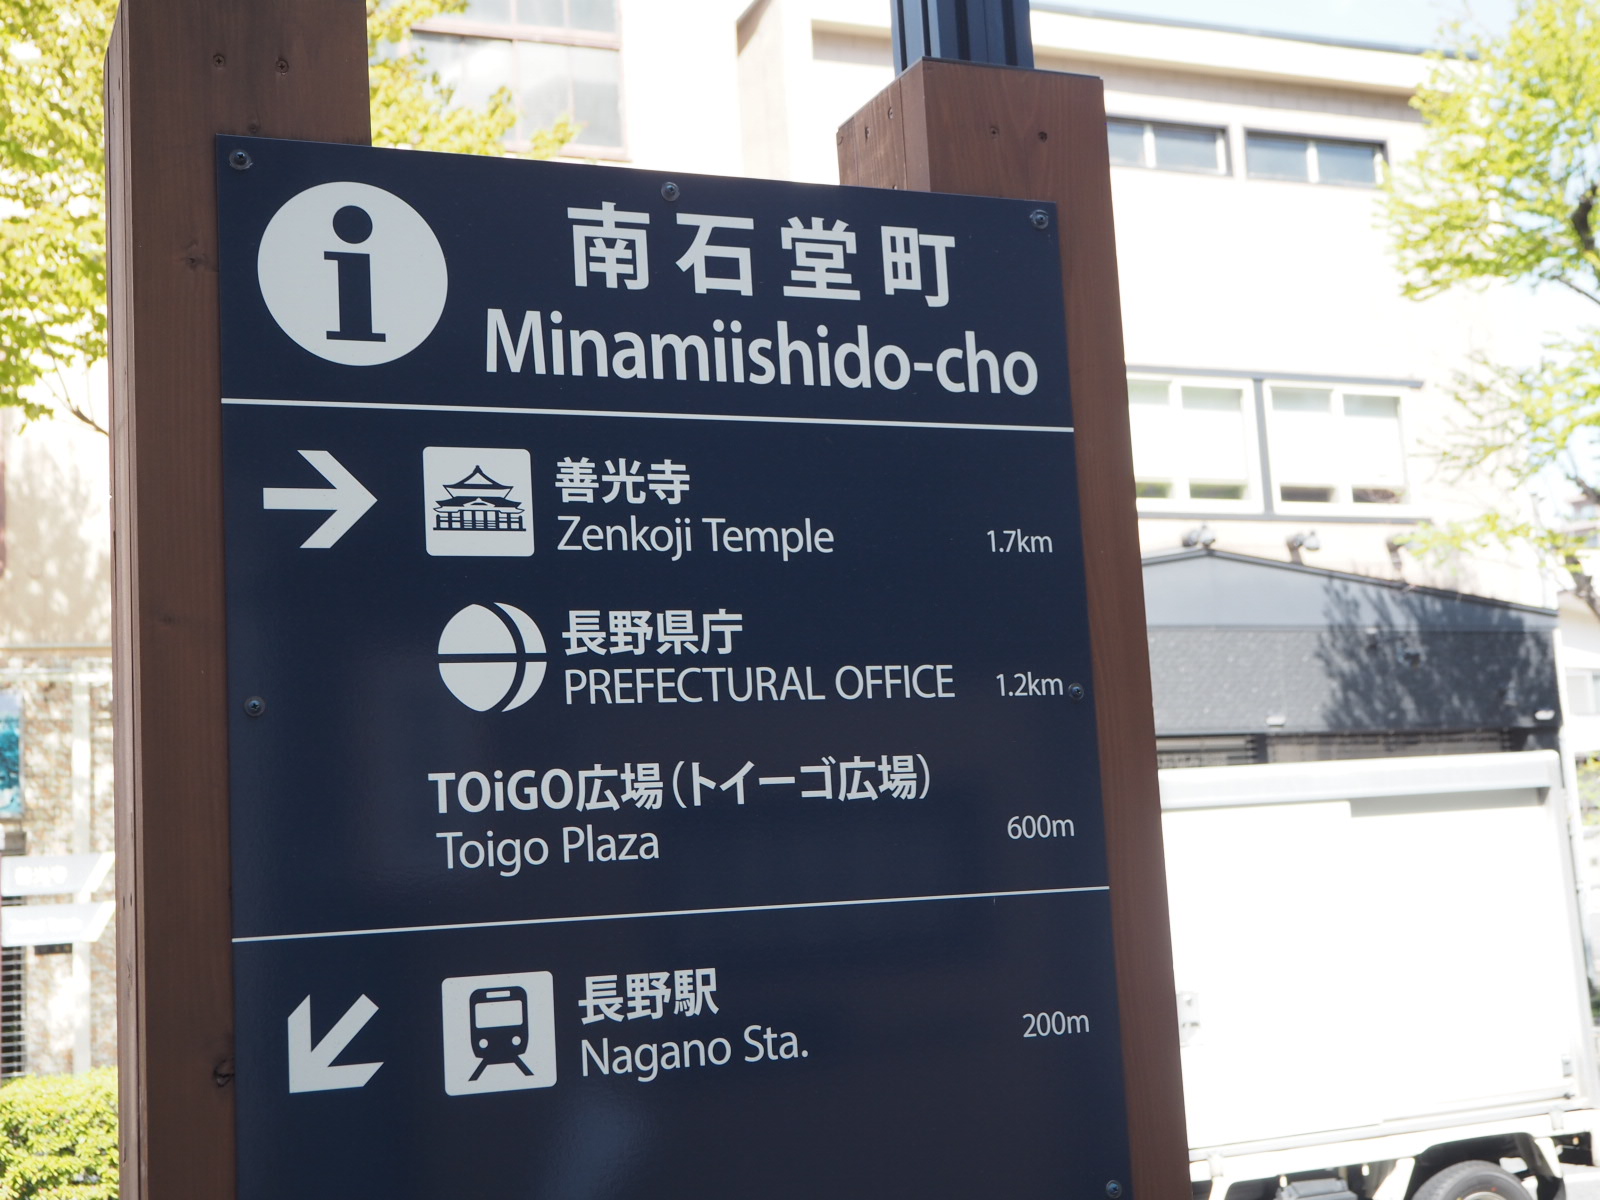 i
南石堂町
Minamiishido-cho
善光寺
Zenkoji Temple 1.7km
長野県庁
PREFECTURAL OFFICE 1.2km
TOiGO広場(トイーゴ広場)
Toigo Plaza 600m
長野駅
Nagano Sta. 200m